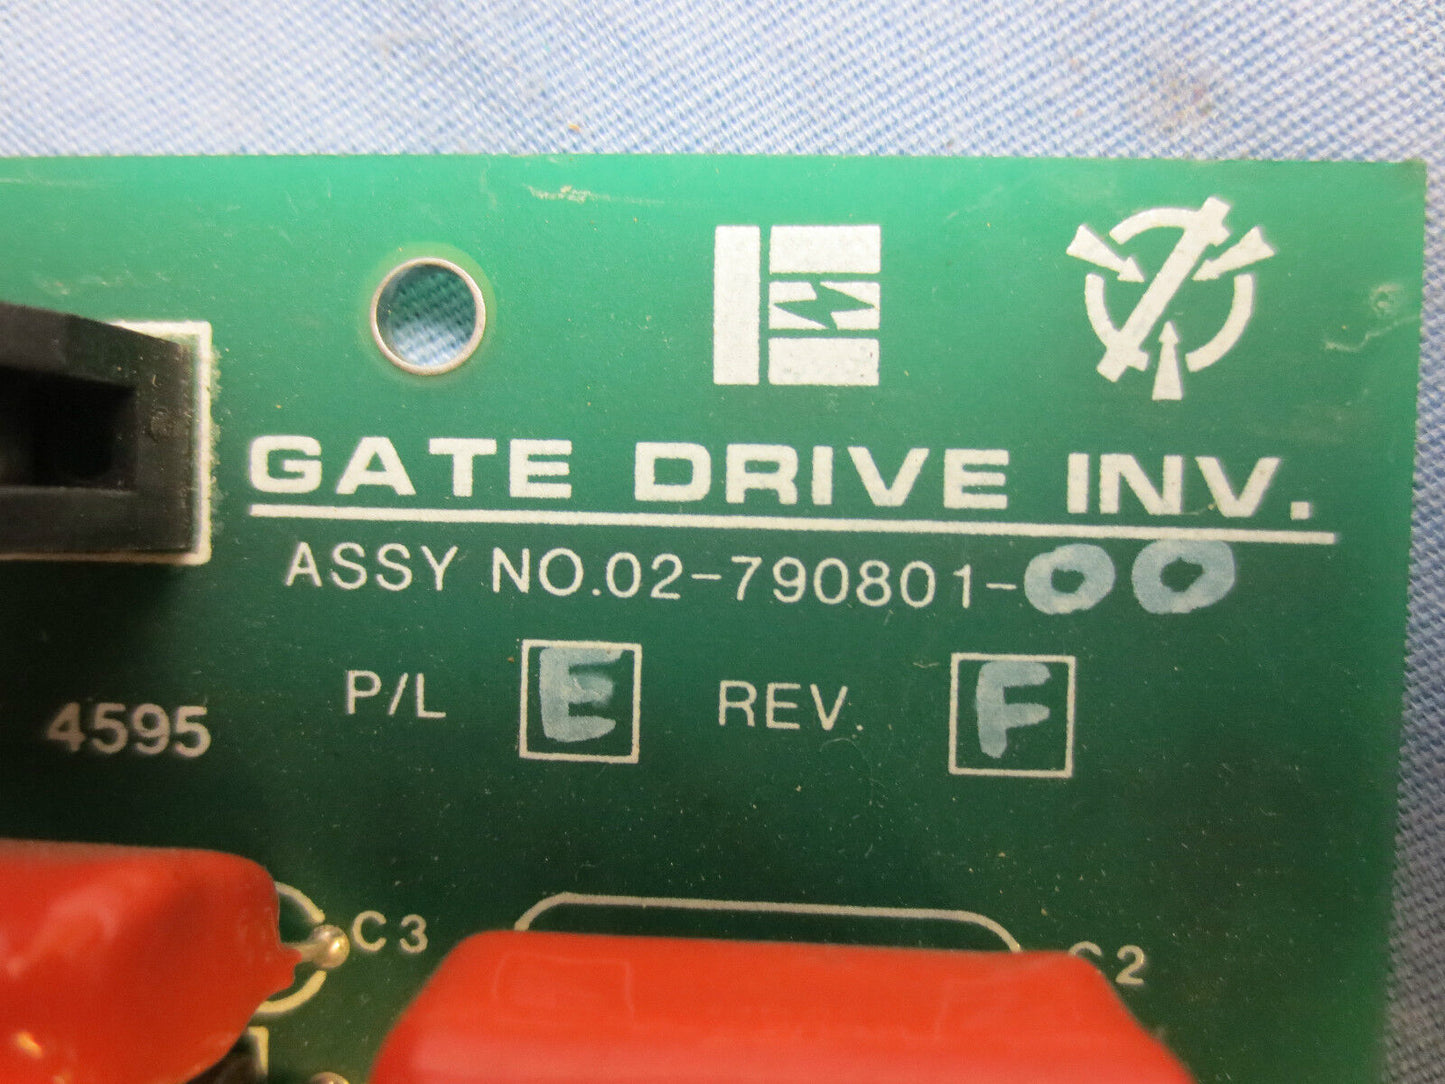 GATE DRIVE INV.
ASSY NO.02-790801-00
P/L E REV. F
4595
C3
C2